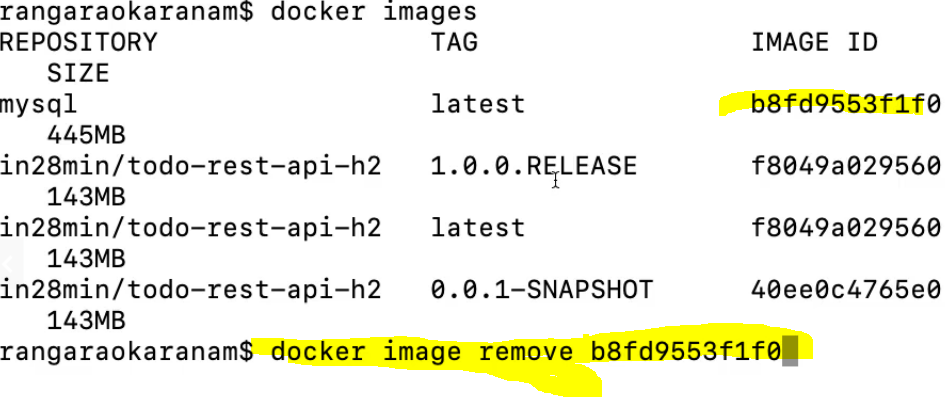 rangaraokaranam$ docker images
REPOSITORY TAG IMAGE ID
SIZE
mysql latest b8fd9553f1f0
445MB
in28min/todo-rest-api-h2 1.0.0.RELEASE f8049a029560
143MB
in28min/todo-rest-api-h2 latest f8049a029560
143MB
in28min/todo-rest-api-h2 0.0.1-SNAPSHOT 40ee0c4765e0
143MB
rangaraokaranam$ docker image remove b8fd9553f1f0